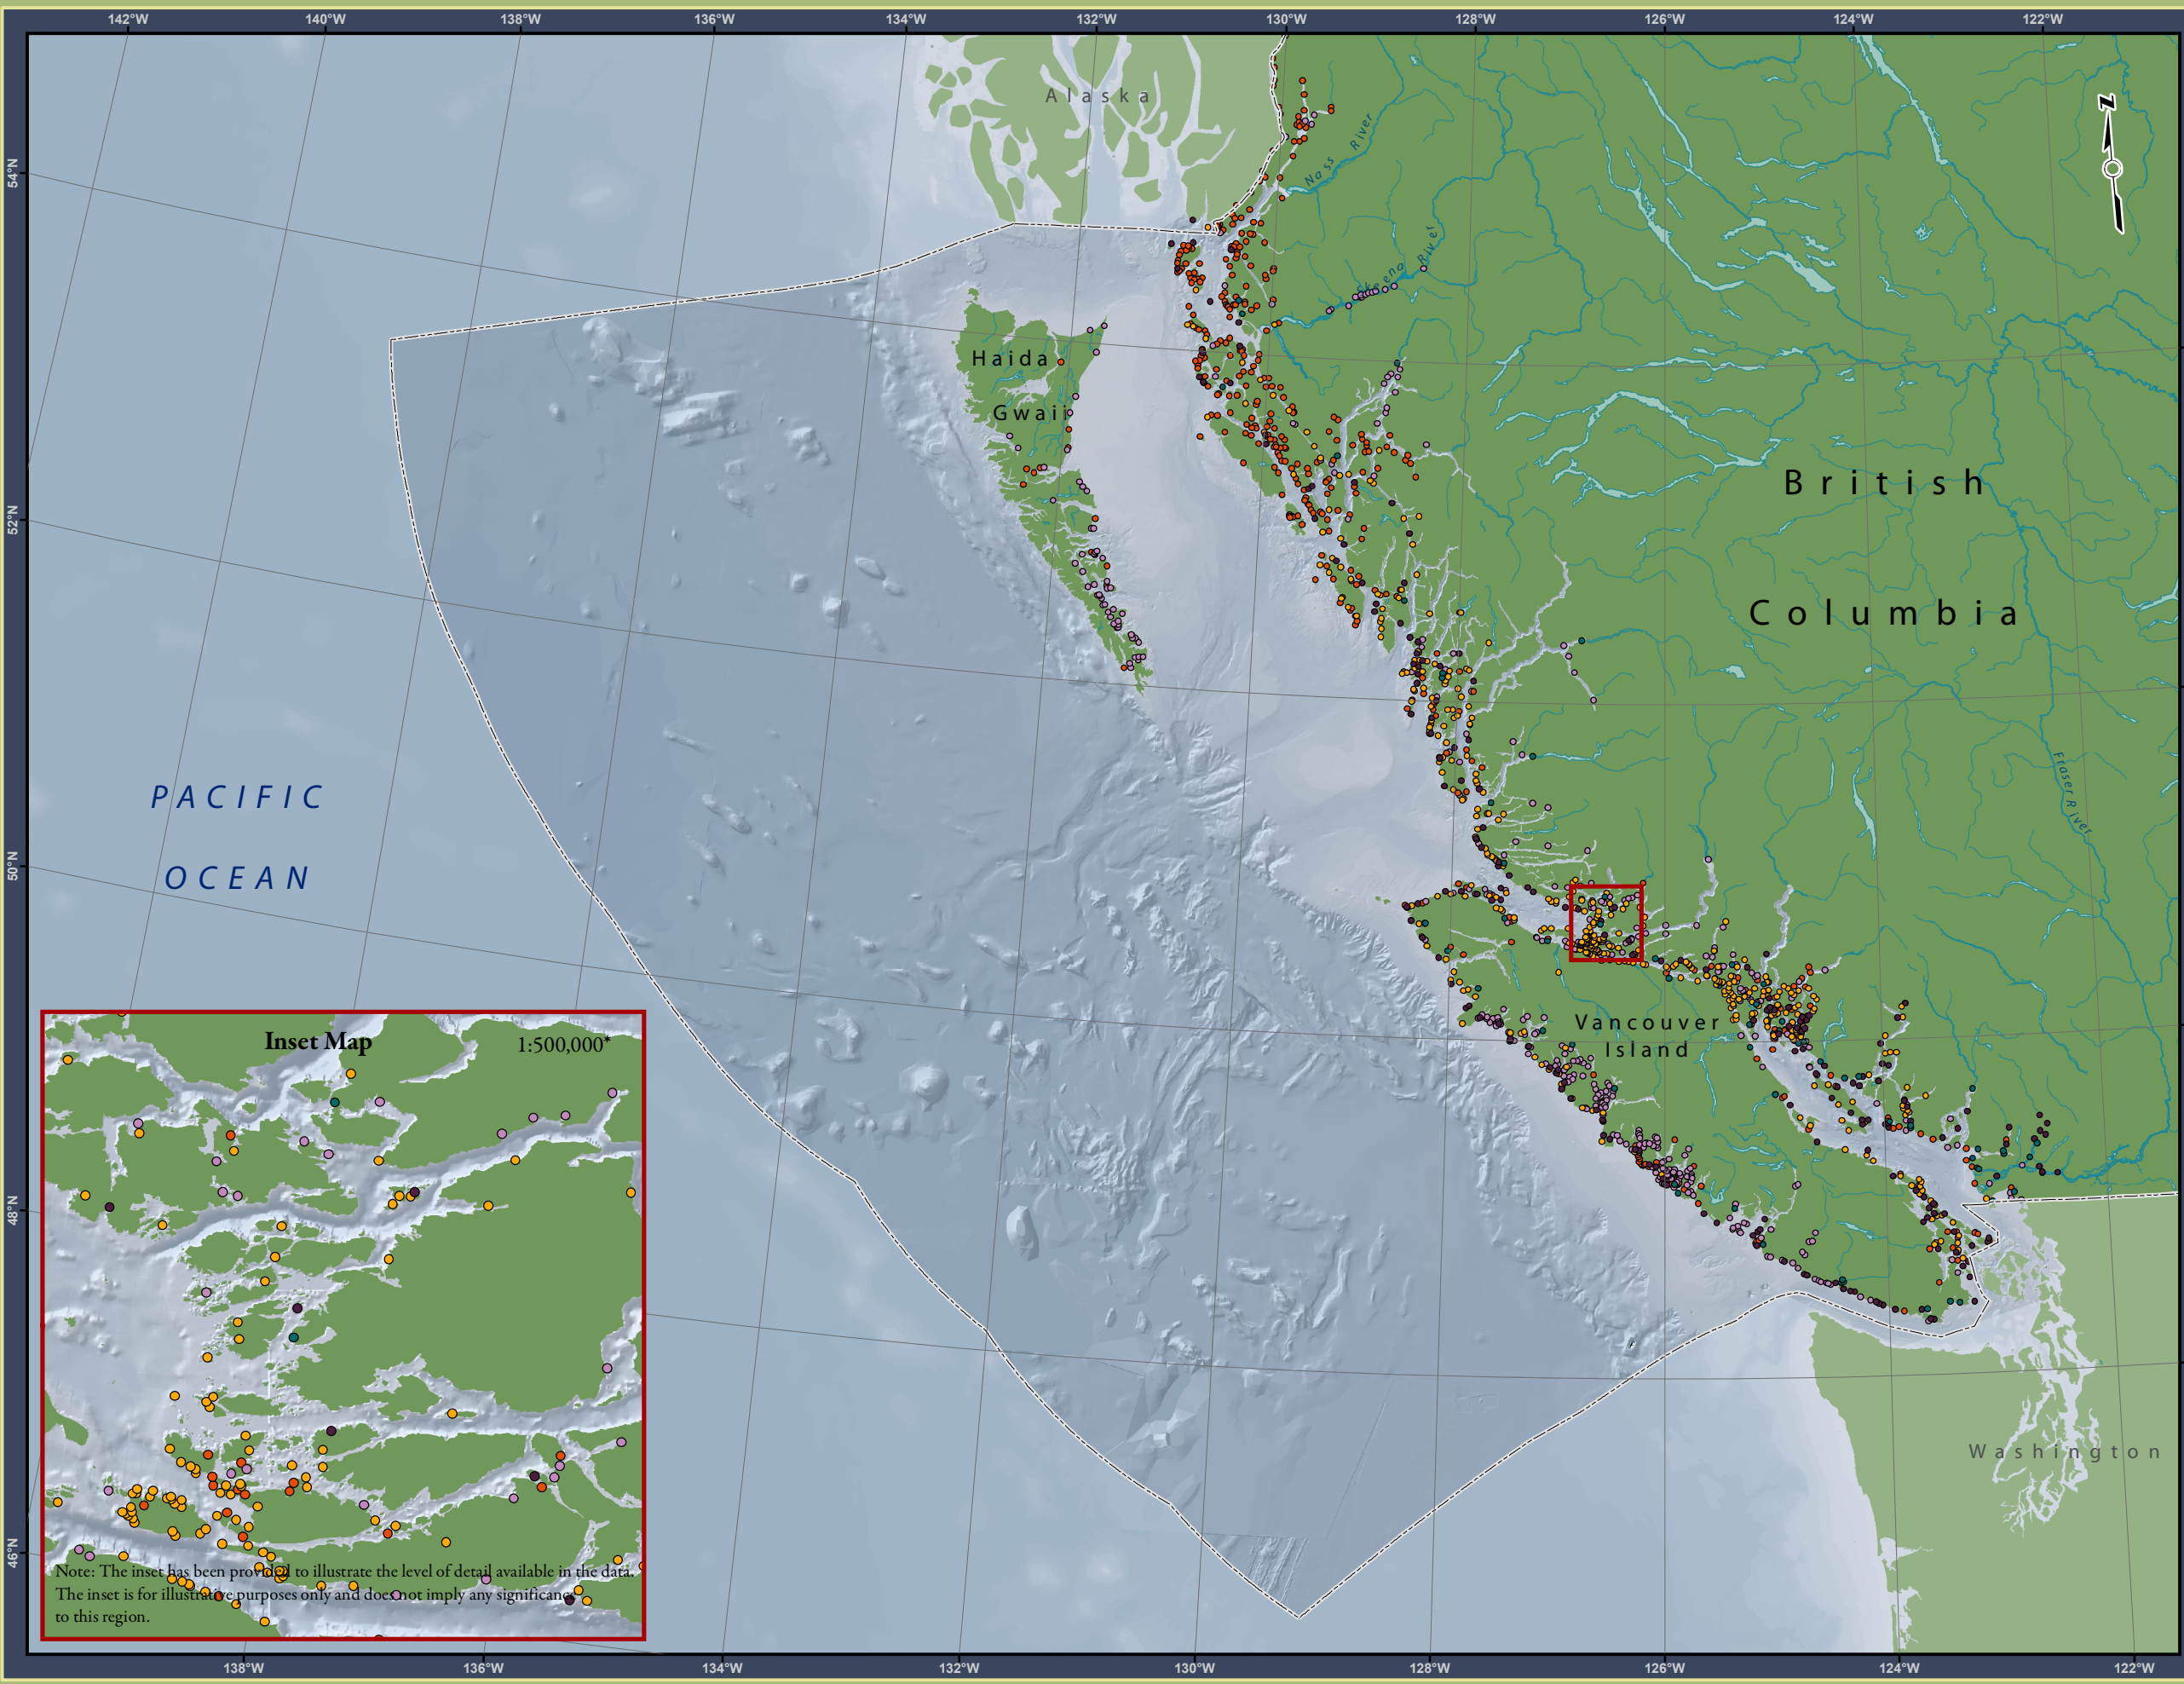 142°W 140°W 138°W 136°W 134°W 132°W 130°W 128°W 126°W 124°W 122°W
Alaska
N
54°N
Nass River
Skeena River
Haida
Gwaii
British
52°N
Columbia
PACIFIC
OCEAN
Fraser River
50°N
Vancouver
Island
Inset Map 1:500,000*
48°N
Washington
46°N
Note: The inset has been provided to illustrate the level of detail available in the data.
The inset is for illustrative purposes only and does not imply any significance
to this region.
138°W 136°W 134°W 132°W 130°W 128°W 126°W 124°W 122°W